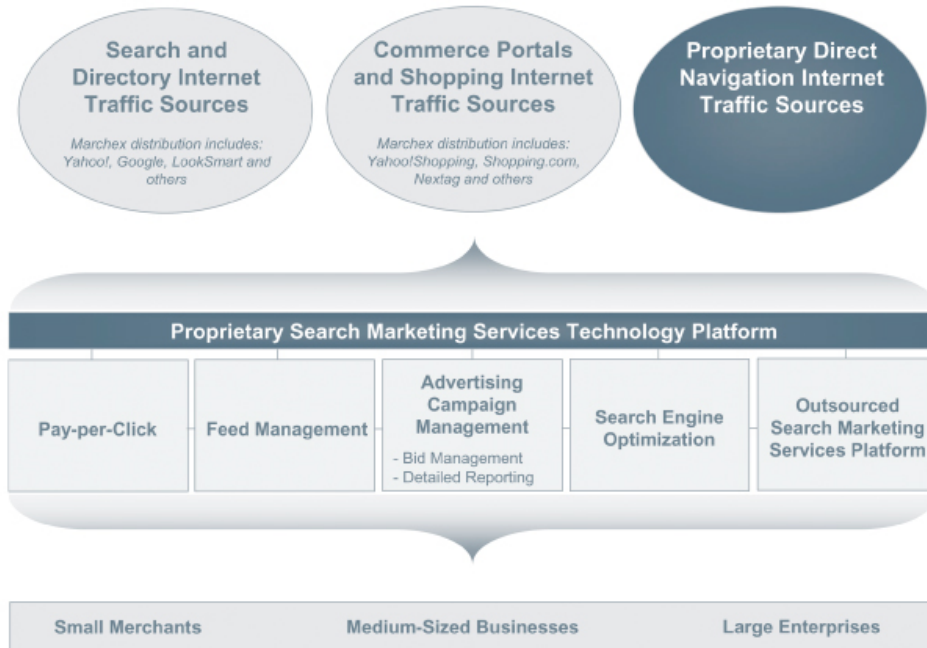 Search and
Directory Internet
Traffic Sources
Marchex distribution includes:
Yahoo!, Google, LookSmart and
others
Commerce Portals
and Shopping Internet
Traffic Sources
Marchex distribution includes:
Yahoo!Shopping, Shopping.com,
Nextag and others
Proprietary Direct
Navigation Internet
Traffic Sources
Proprietary Search Marketing Services Technology Platform
Pay-per-Click
Feed Management
Advertising
Campaign
Management
- Bid Management
- Detailed Reporting
Search Engine
Optimization
Outsourced
Search Marketing
Services Platform
Small Merchants
Medium-Sized Businesses
Large Enterprises